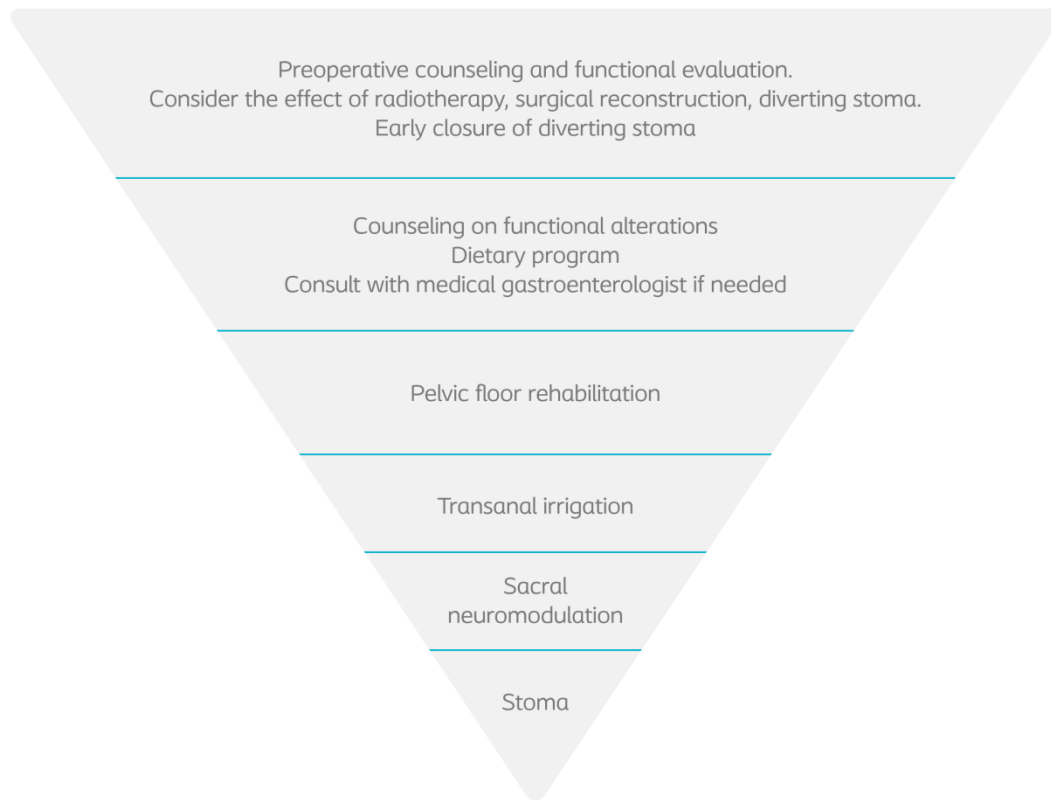 Preoperative counseling and functional evaluation.
Consider the effect of radiotherapy, surgical reconstruction, diverting stoma.
Early closure of diverting stoma
Counseling on functional alterations
Dietary program
Consult with medical gastroenterologist if needed
Pelvic floor rehabilitation
Transanal irrigation
Sacral
neuromodulation
Stoma